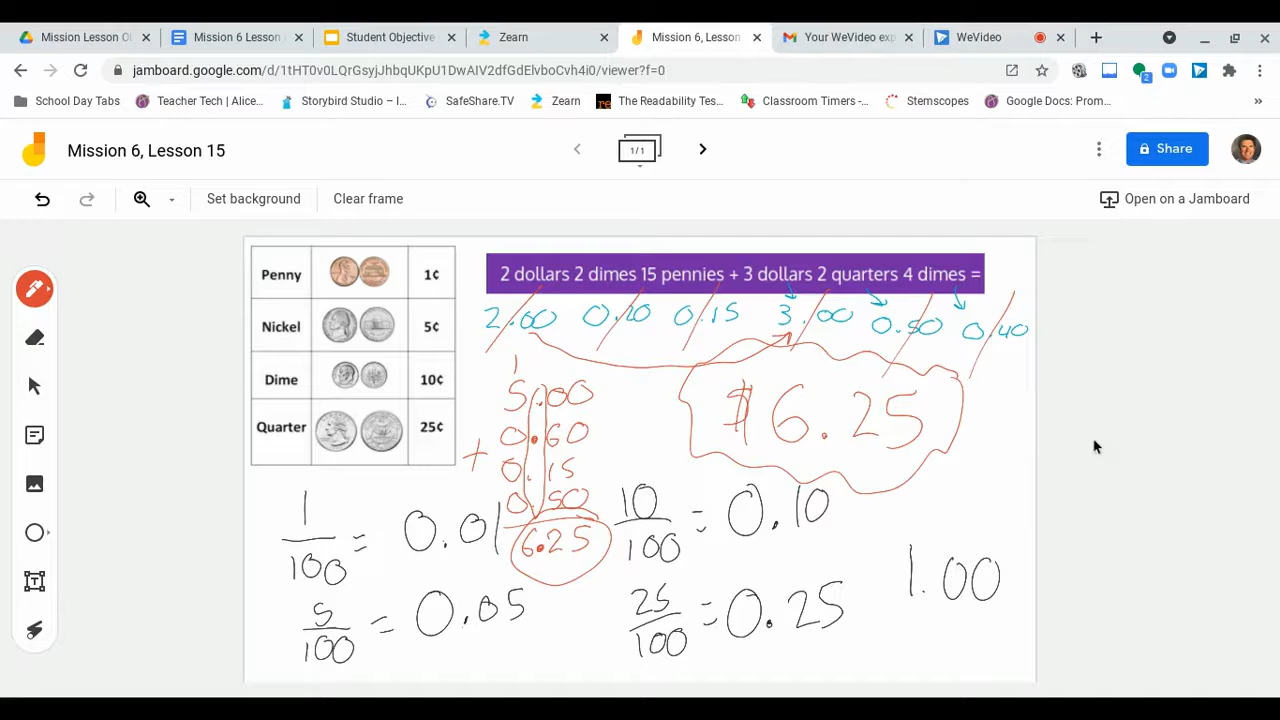 Mission Lesson Ol
Mission 6 Lesson
Student Objective
Zearn
Mission 6, Lesson
Your WeVideo exp
WeVideo
jamboard.google.com/d/1tHT0v0LQrGsyjJhbqUKpU1DwAIV2dfGdElvboCvh4i0/viewer?f=0
2
School Day Tabs
Teacher Tech | Alice...
Storybird Studio – I...
SafeShare.TV
Zearn
re
The Readability Tes...
Classroom Timers -...
Stemscopes
Google Docs: Prom...
»
Mission 6, Lesson 15
1/1
Share
Set background
Clear frame
Open on a Jamboard
Penny 1¢
Nickel 5¢
Dime 10¢
Quarter 25¢
2 dollars 2 dimes 15 pennies + 3 dollars 2 quarters 4 dimes =
2.00 0.20 0.15 3.00 0.50 0.40
1
5.00
0.60
+ 0.15
0.50
6.25
$6.25
1/100 = 0.01
10/100 = 0.10
5/100 = 0.05
25/100 = 0.25
1.00